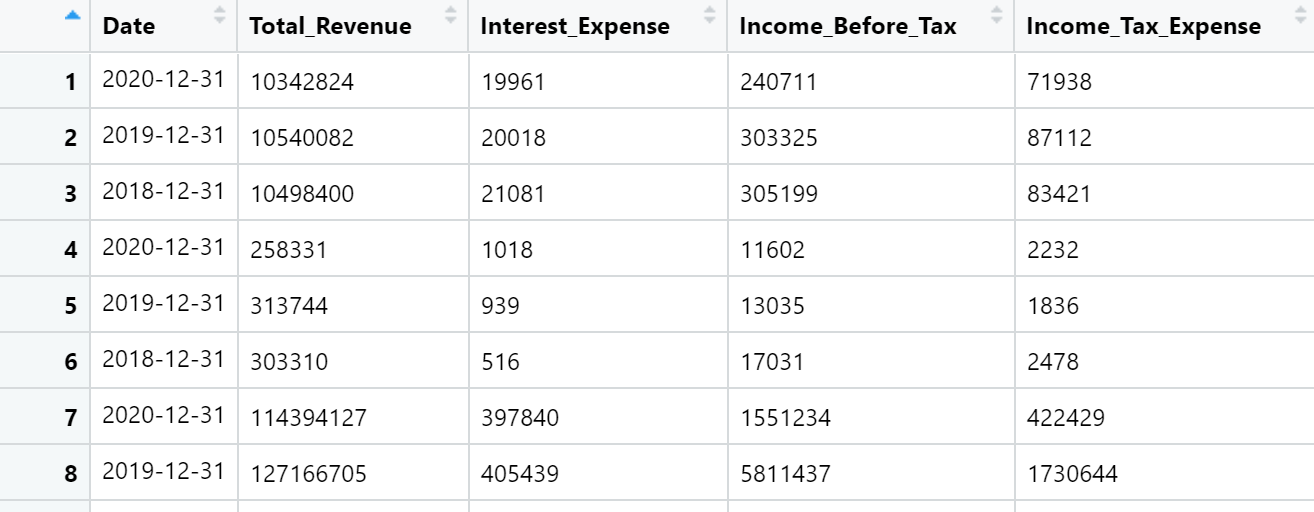 Date Total_Revenue Interest_Expense Income_Before_Tax Income_Tax_Expense
1 2020-12-31 10342824 19961 240711 71938
2 2019-12-31 10540082 20018 303325 87112
3 2018-12-31 10498400 21081 305199 83421
4 2020-12-31 258331 1018 11602 2232
5 2019-12-31 313744 939 13035 1836
6 2018-12-31 303310 516 17031 2478
7 2020-12-31 114394127 397840 1551234 422429
8 2019-12-31 127166705 405439 5811437 1730644